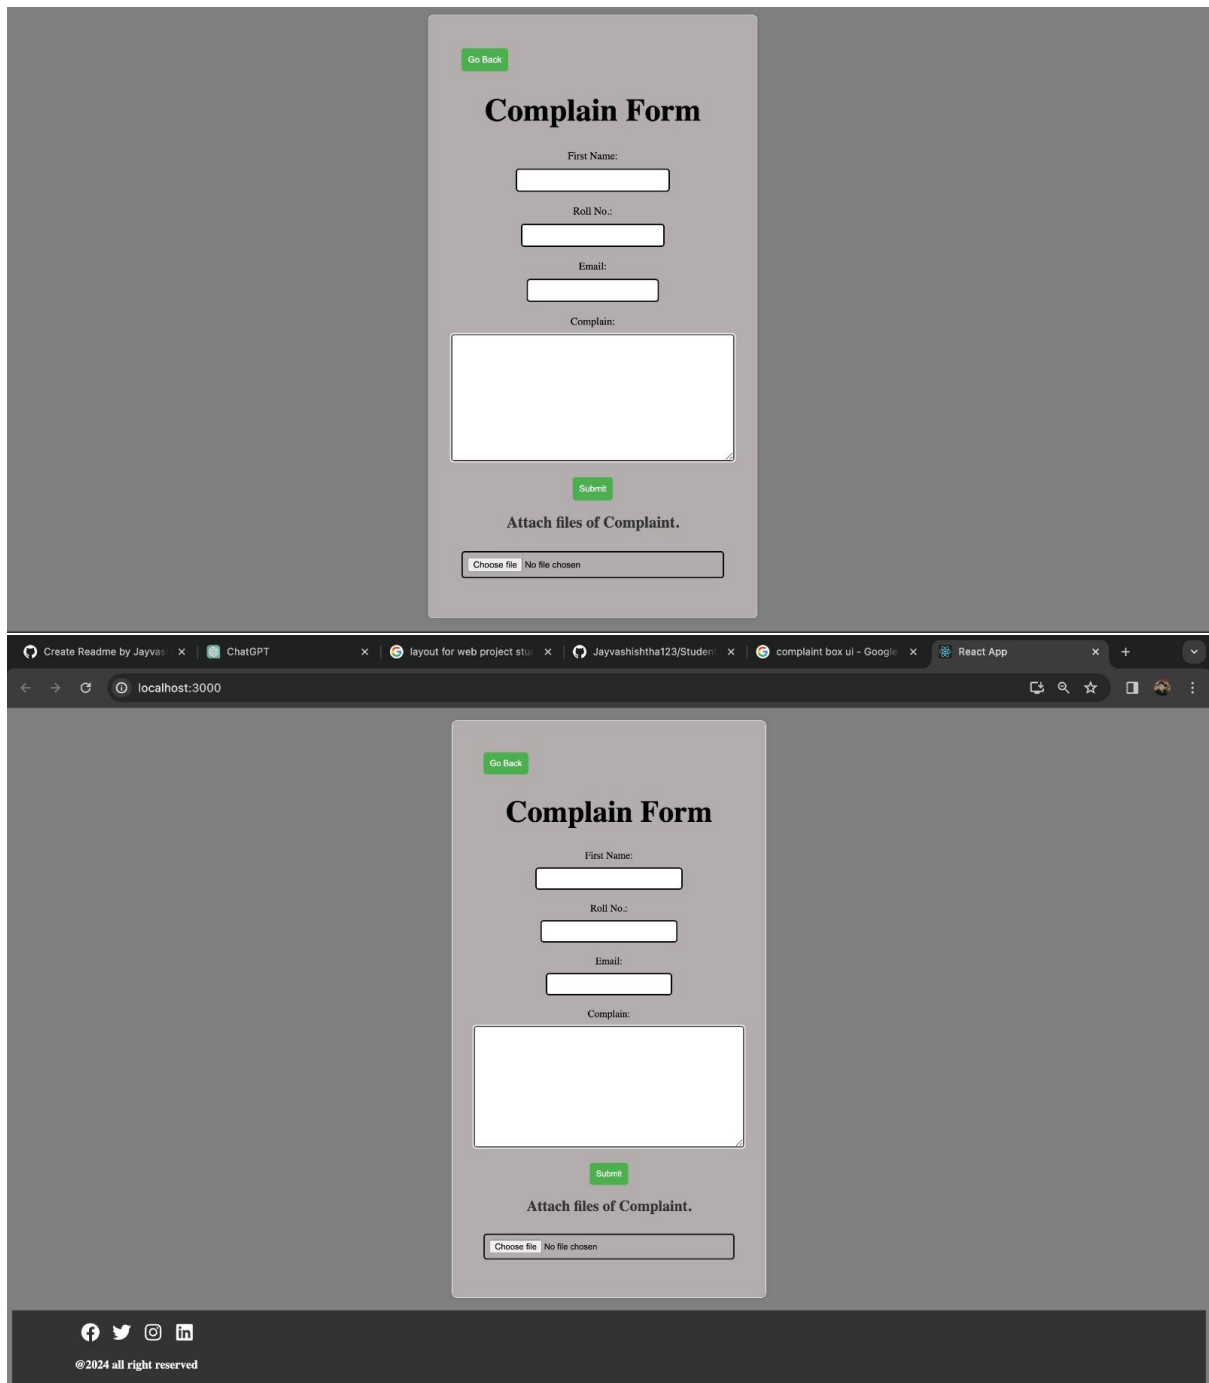 Go Back
Complain Form
First Name:
Roll No.:
Email:
Complain:
Submit
Attach files of Complaint.
Choose file No file chosen
Create Readme by Jayvas ChatGPT layout for web project stu Jayvashishtha123/Student complaint box ui - Google React App
localhost:3000
Go Back
Complain Form
First Name:
Roll No.:
Email:
Complain:
Submit
Attach files of Complaint.
Choose file No file chosen
@2024 all right reserved